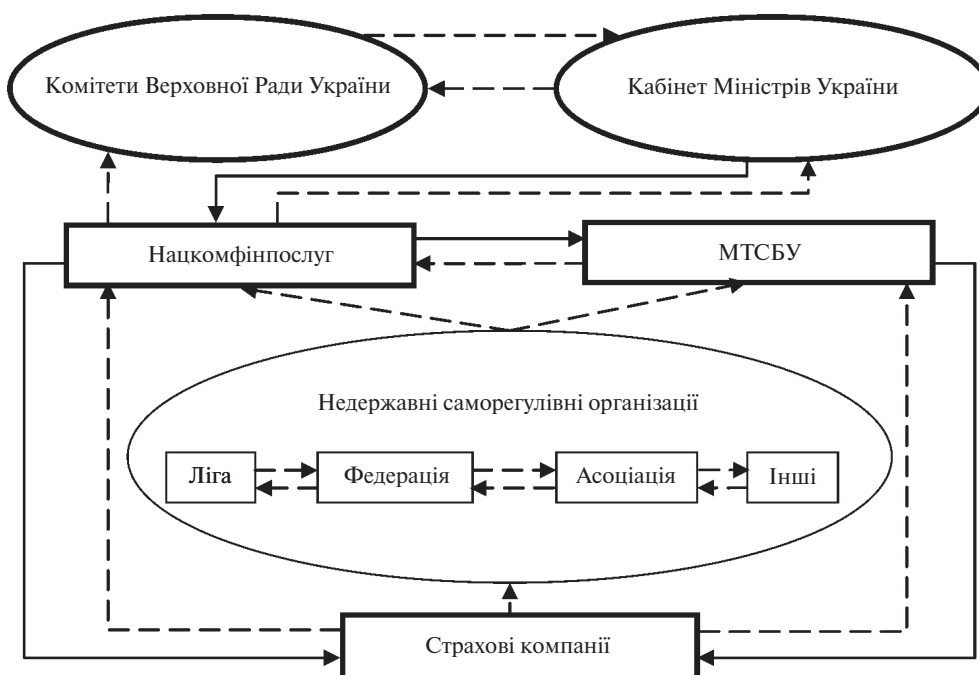 Комітети Верховної Ради України
Кабінет Міністрів України
Нацкомфінпослуг
МТСБУ
Недержавні саморегулівні організації
Ліга
Федерація
Асоціація
Інші
Страхові компанії